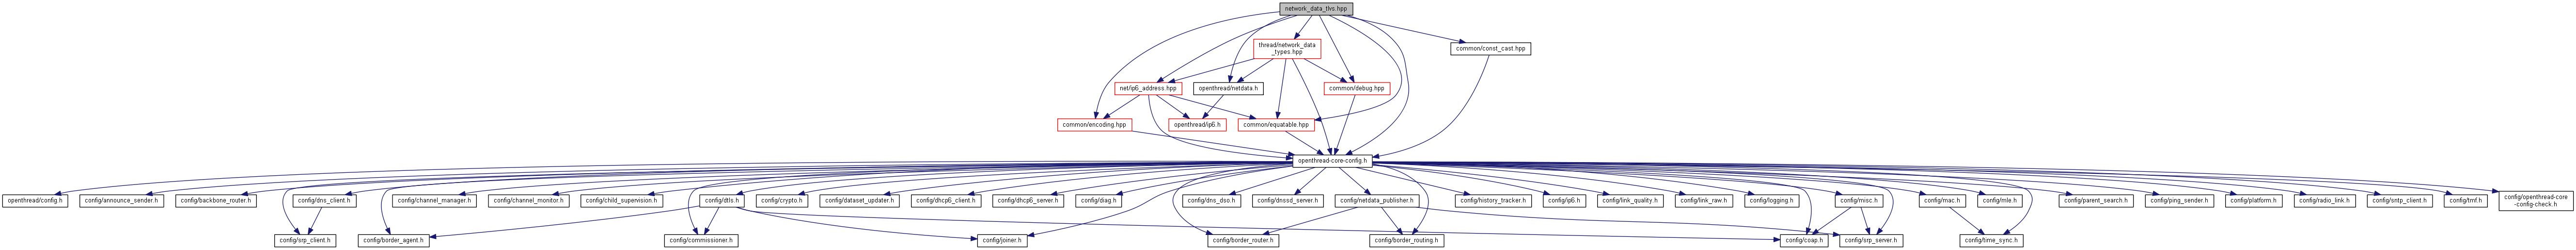 network_data_tlvs.hpp
thread/network_data
_types.hpp
common/const_cast.hpp
net/ip6_address.hpp
openthread/netdata.h
common/debug.hpp
common/encoding.hpp
openthread/ip6.h
common/equatable.hpp
openthread-core-config.h
openthread/config.h
config/announce_sender.h
config/backbone_router.h
config/dns_client.h
config/channel_manager.h
config/channel_monitor.h
config/child_supervision.h
config/dtls.h
config/crypto.h
config/dataset_updater.h
config/dhcp6_client.h
config/dhcp6_server.h
config/diag.h
config/dns_dso.h
config/dnssd_server.h
config/netdata_publisher.h
config/history_tracker.h
config/ip6.h
config/link_quality.h
config/link_raw.h
config/logging.h
config/misc.h
config/mac.h
config/mle.h
config/parent_search.h
config/ping_sender.h
config/platform.h
config/radio_link.h
config/sntp_client.h
config/tmf.h
config/openthread-core
-config-check.h
config/srp_client.h
config/border_agent.h
config/commissioner.h
config/joiner.h
config/border_router.h
config/border_routing.h
config/coap.h
config/srp_server.h
config/time_sync.h